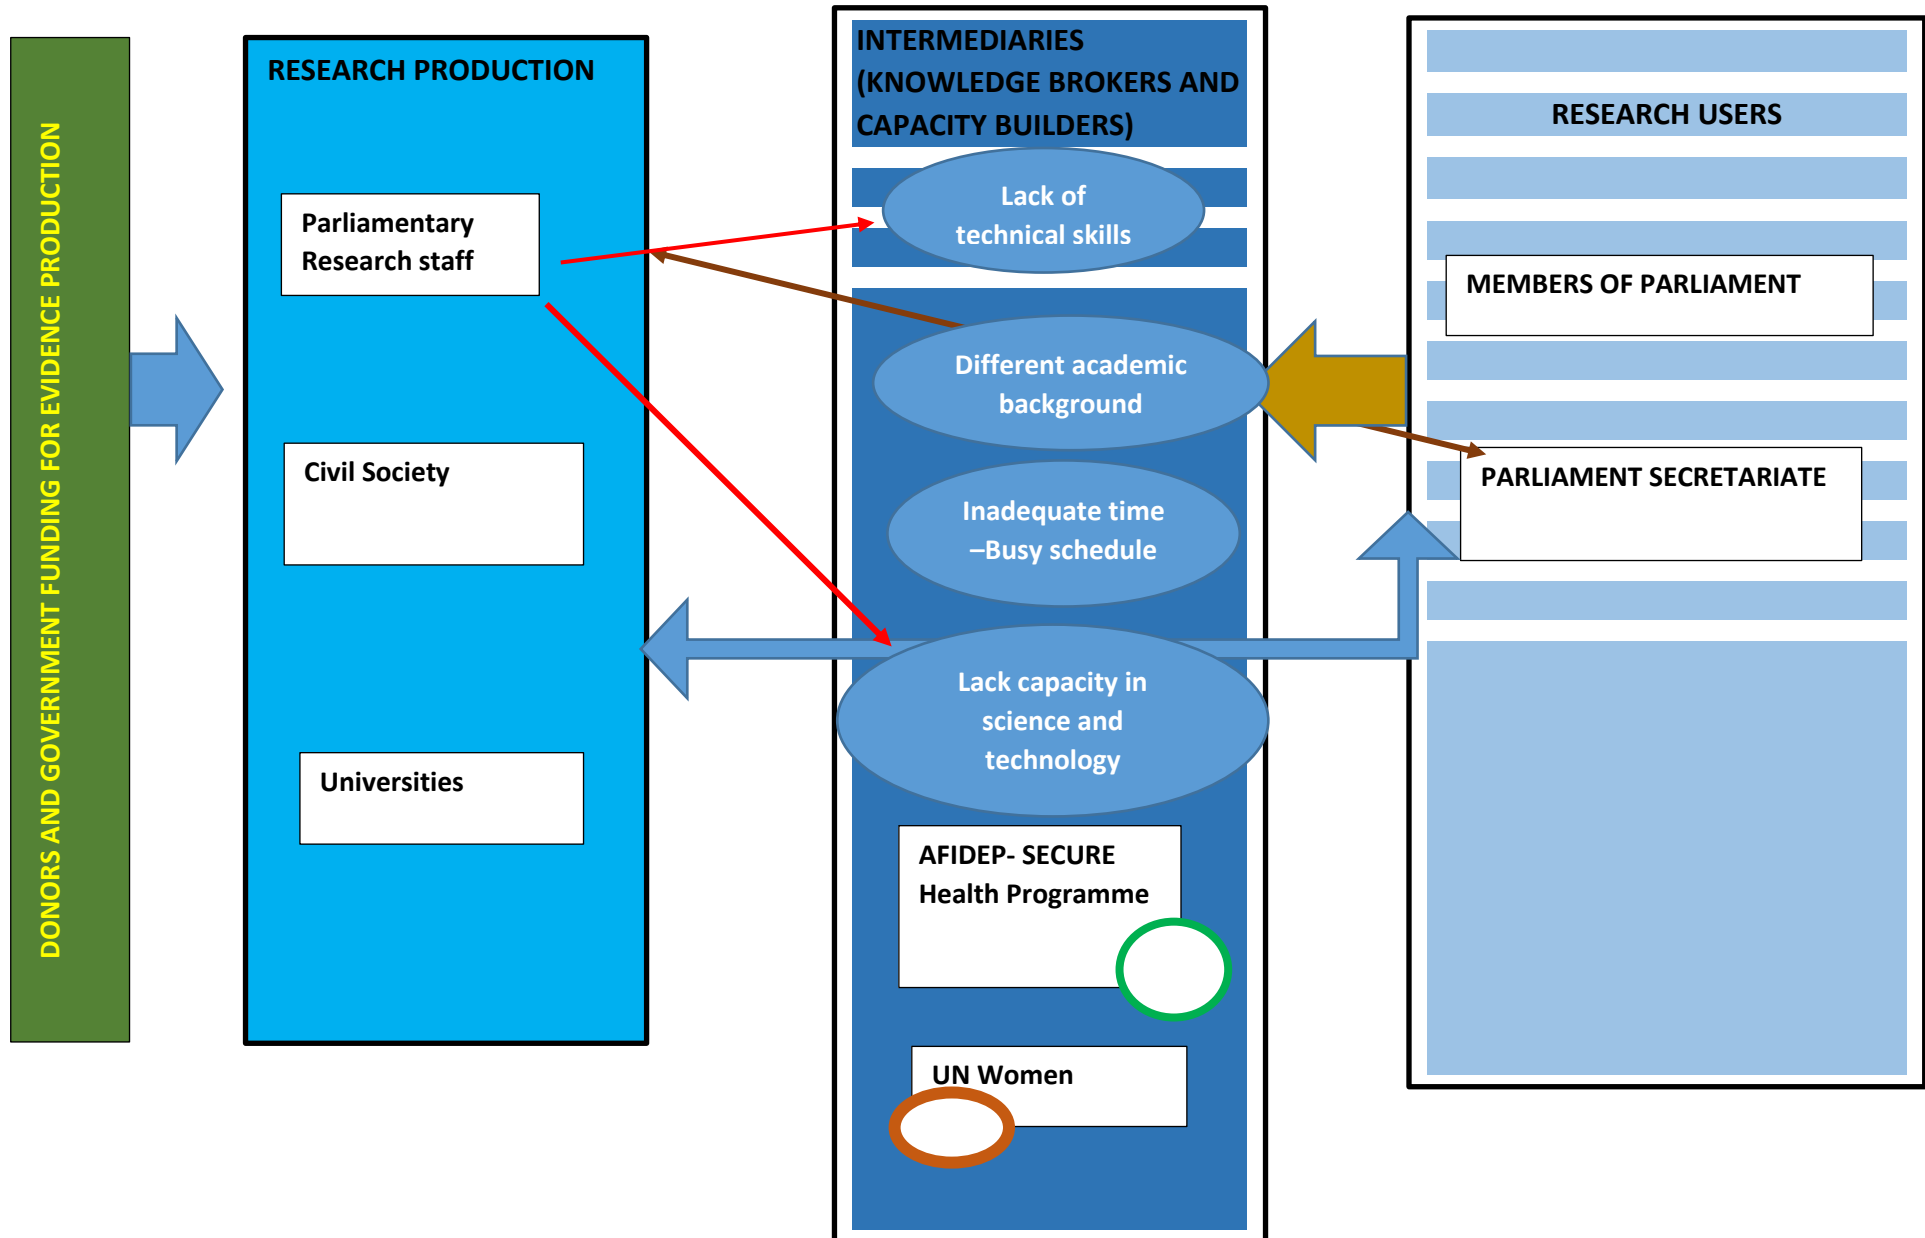 DONORS AND GOVERNMENT FUNDING FOR EVIDENCE PRODUCTION
RESEARCH PRODUCTION
Parliamentary
Research staff
Civil Society
Universities
INTERMEDIARIES
(KNOWLEDGE BROKERS AND
CAPACITY BUILDERS)
Lack of
technical skills
Different academic
background
Inadequate time
–Busy schedule
Lack capacity in
science and
technology
AFIDEP- SECURE
Health Programme
UN Women
RESEARCH USERS
MEMBERS OF PARLIAMENT
PARLIAMENT SECRETARIATE